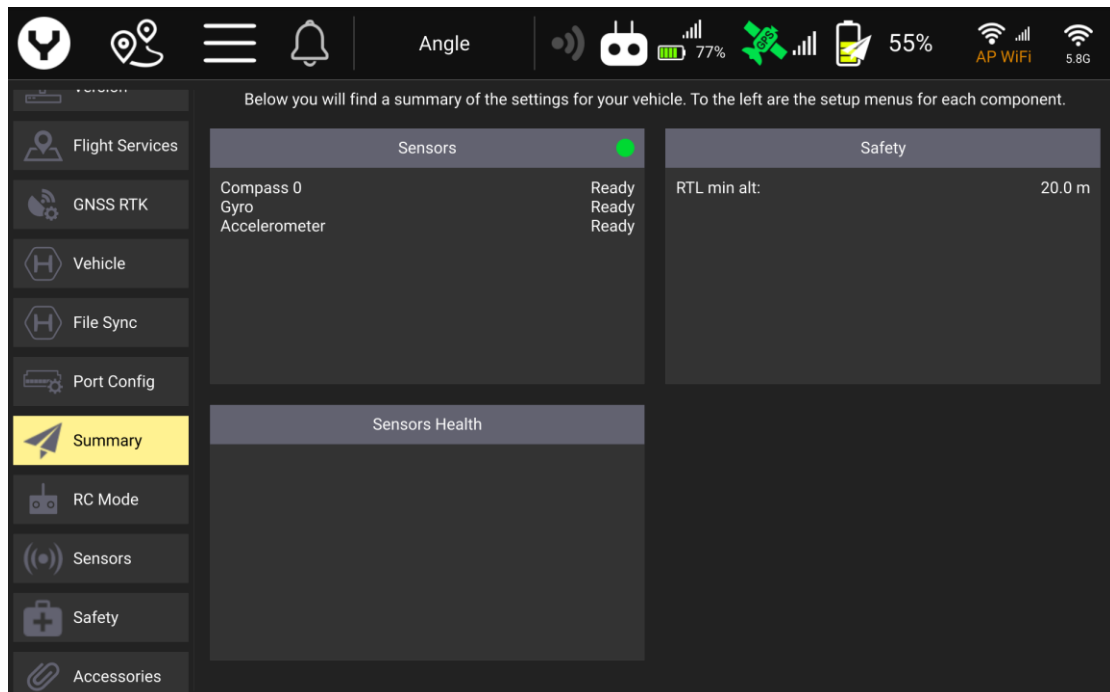 Y
Angle
77%
GPS
55%
AP WiFi
5.8G
Version
Flight Services
GNSS RTK
Vehicle
File Sync
Port Config
Summary
RC Mode
Sensors
Safety
Accessories
Below you will find a summary of the settings for your vehicle. To the left are the setup menus for each component.
Sensors
Compass 0 Ready
Gyro Ready
Accelerometer Ready
Safety
RTL min alt: 20.0 m
Sensors Health